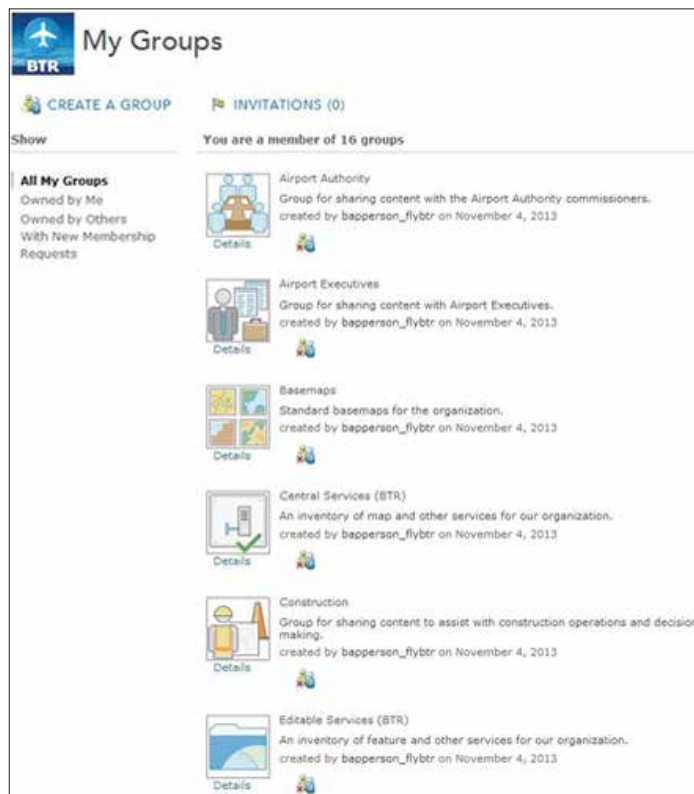 BTR
My Groups
CREATE A GROUP
INVITATIONS (0)
Show
You are a member of 16 groups
All My Groups
Owned by Me
Owned by Others
With New Membership
Requests
Airport Authority
Group for sharing content with the Airport Authority commissioners.
created by bapperson_flybtr on November 4, 2013
Details
Airport Executives
Group for sharing content with Airport Executives.
created by bapperson_flybtr on November 4, 2013
Details
Basemaps
Standard basemaps for the organization.
created by bapperson_flybtr on November 4, 2013
Details
Central Services (BTR)
An inventory of map and other services for our organization.
created by bapperson_flybtr on November 4, 2013
Details
Construction
Group for sharing content to assist with construction operations and decision
making.
created by bapperson_flybtr on November 4, 2013
Details
Editable Services (BTR)
An inventory of feature and other services for our organization.
created by bapperson_flybtr on November 4, 2013
Details